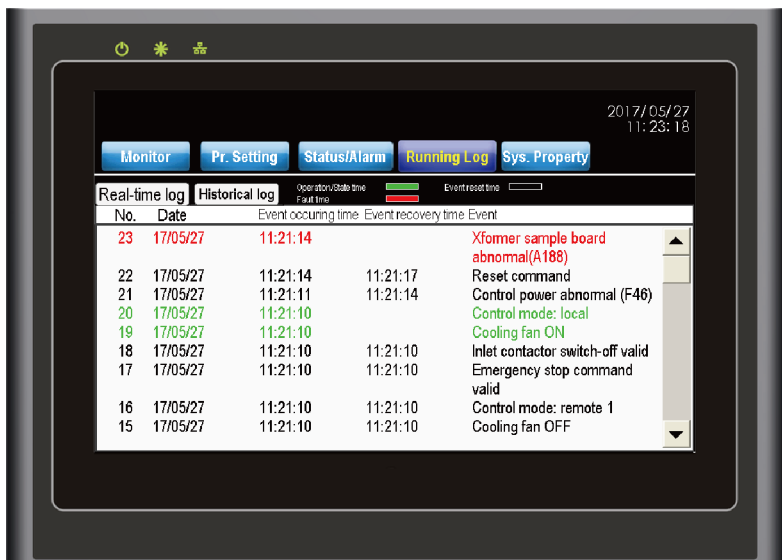 2017/05/27
11:23:18
Monitor Pr. Setting Status/Alarm Running Log Sys. Property
Real-time log Historical log Operation/State time Event reset time
Fault time
No. Date Event occuring time Event recovery time Event
23 17/05/27 11:21:14 Xformer sample board
abnormal(A188)
22 17/05/27 11:21:14 11:21:17 Reset command
21 17/05/27 11:21:11 11:21:14 Control power abnormal (F46)
20 17/05/27 11:21:10 Control mode: local
19 17/05/27 11:21:10 Cooling fan ON
18 17/05/27 11:21:10 11:21:10 Inlet contactor switch-off valid
17 17/05/27 11:21:10 11:21:10 Emergency stop command
valid
16 17/05/27 11:21:10 11:21:10 Control mode: remote 1
15 17/05/27 11:21:10 11:21:10 Cooling fan OFF